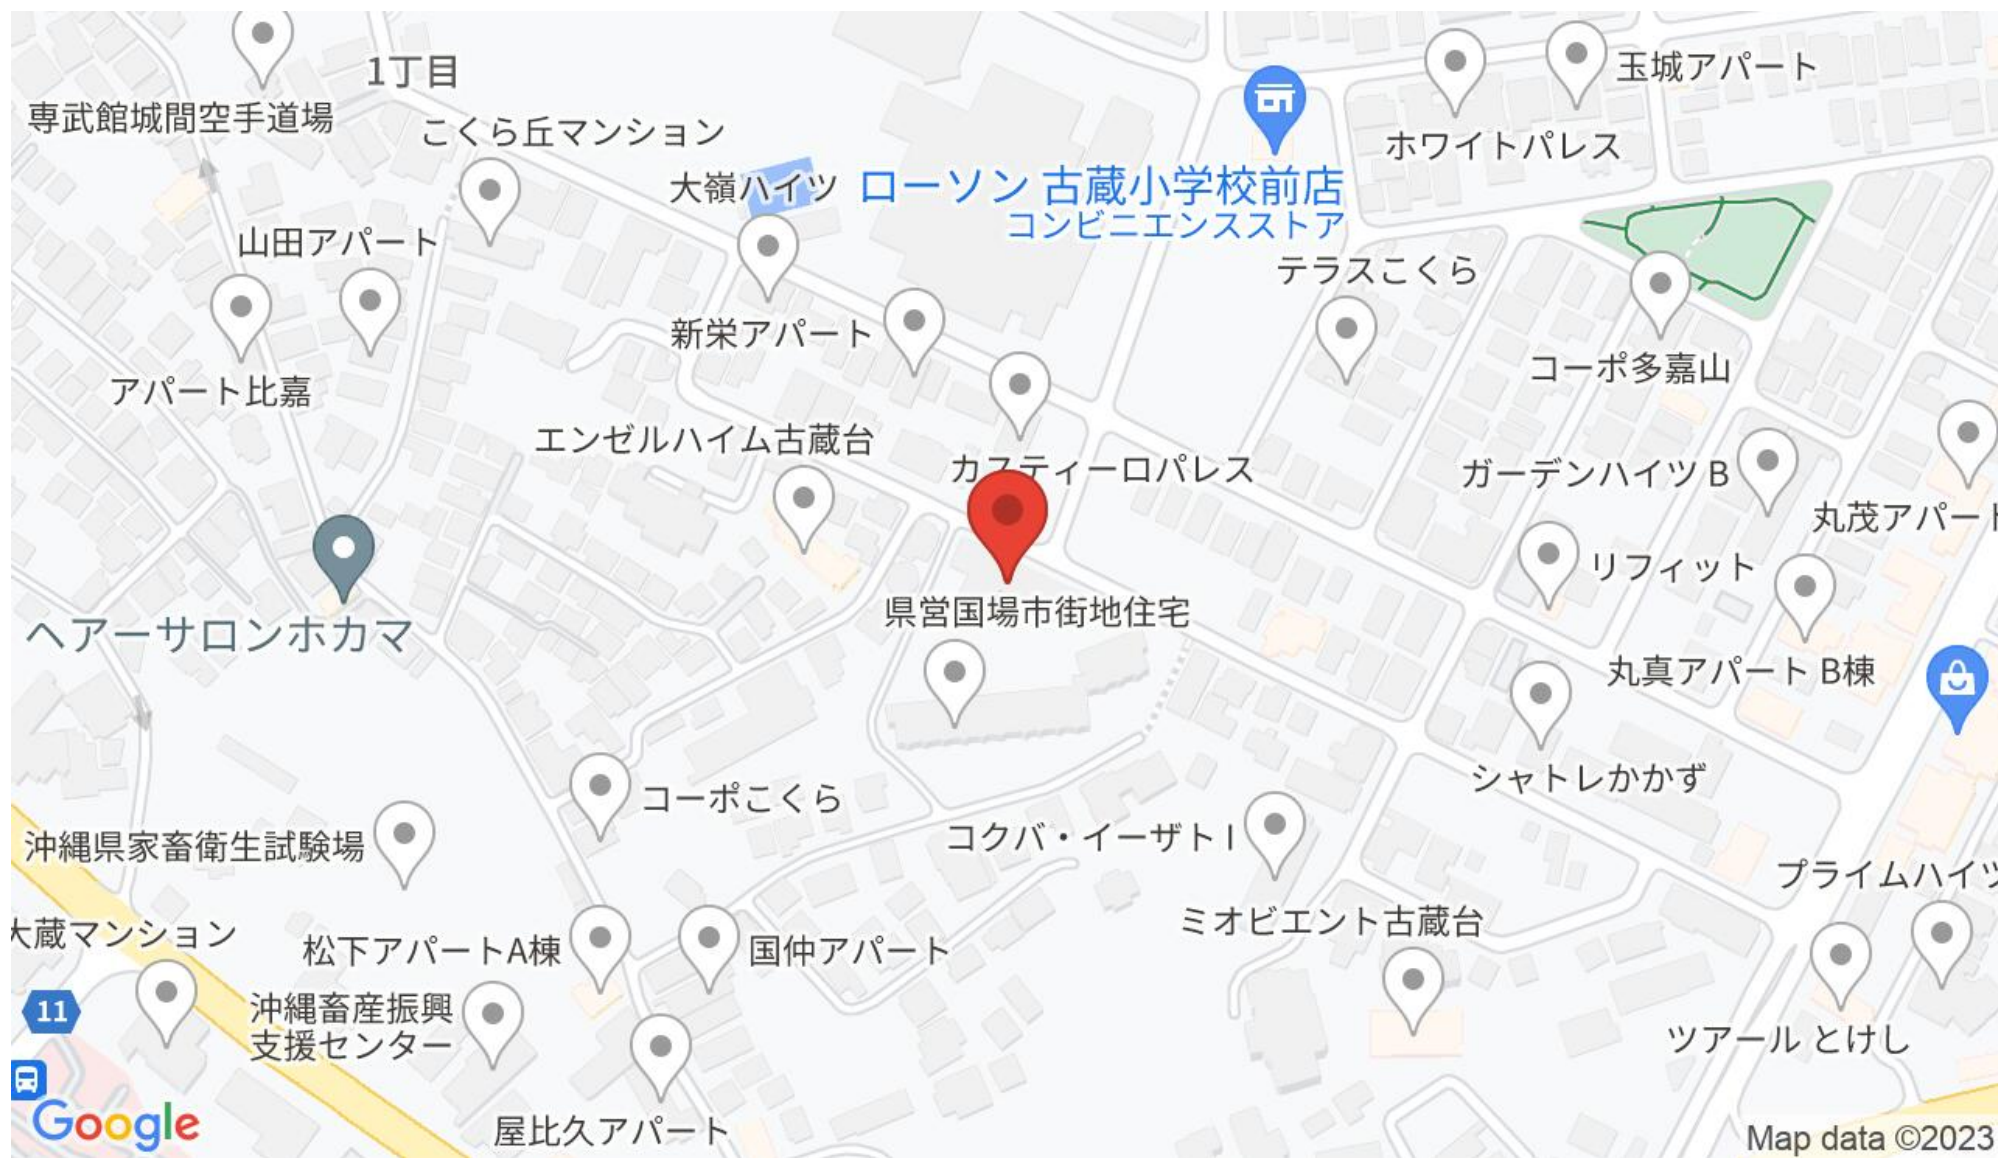 1丁目
玉城アパート
専武館城間空手道場
こくら丘マンション
ホワイトパレス
大嶺ハイツ
ローソン 古蔵小学校前店
コンビニエンスストア
山田アパート
テラスこくら
新栄アパート
コーポ多嘉山
アパート比嘉
エンゼルハイム古蔵台
カスティーロパレス
ガーデンハイツ B
丸茂アパート
リフィット
県営国場市街地住宅
ヘアーサロンホカマ
丸真アパート B棟
シャトレかかず
コーポこくら
コクバ・イーザト I
沖縄県家畜衛生試験場
プライムハイツ
大蔵マンション
ミオビエント古蔵台
松下アパートA棟
国仲アパート
11
沖縄畜産振興
支援センター
ツアール とけし
屋比久アパート
Google
Map data ©2023